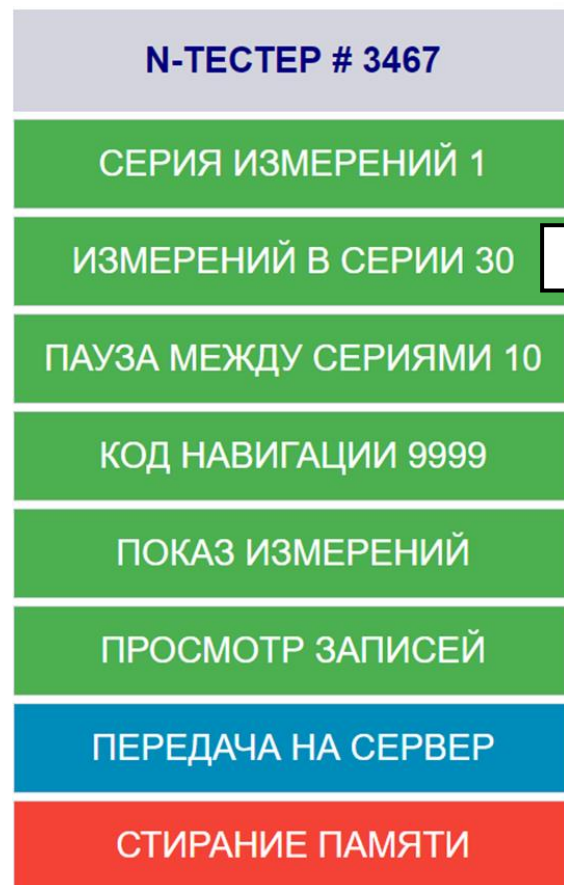 N-ТЕСТЕР # 3467
СЕРИЯ ИЗМЕРЕНИЙ 1
ИЗМЕРЕНИЙ В СЕРИИ 30
ПАУЗА МЕЖДУ СЕРИЯМИ 10
КОД НАВИГАЦИИ 9999
ПОКАЗ ИЗМЕРЕНИЙ
ПРОСМОТР ЗАПИСЕЙ
ПЕРЕДАЧА НА СЕРВЕР
СТИРАНИЕ ПАМЯТИ